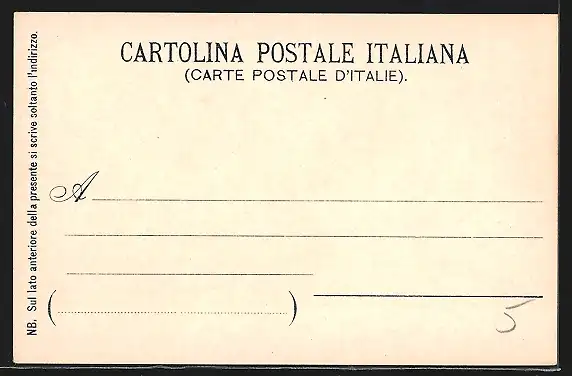 CARTOLINA POSTALE ITALIANA
(CARTE POSTALE D'ITALIE).
A
NB. Sul lato anteriore della presente si scrive soltanto l'indirizzo.
5